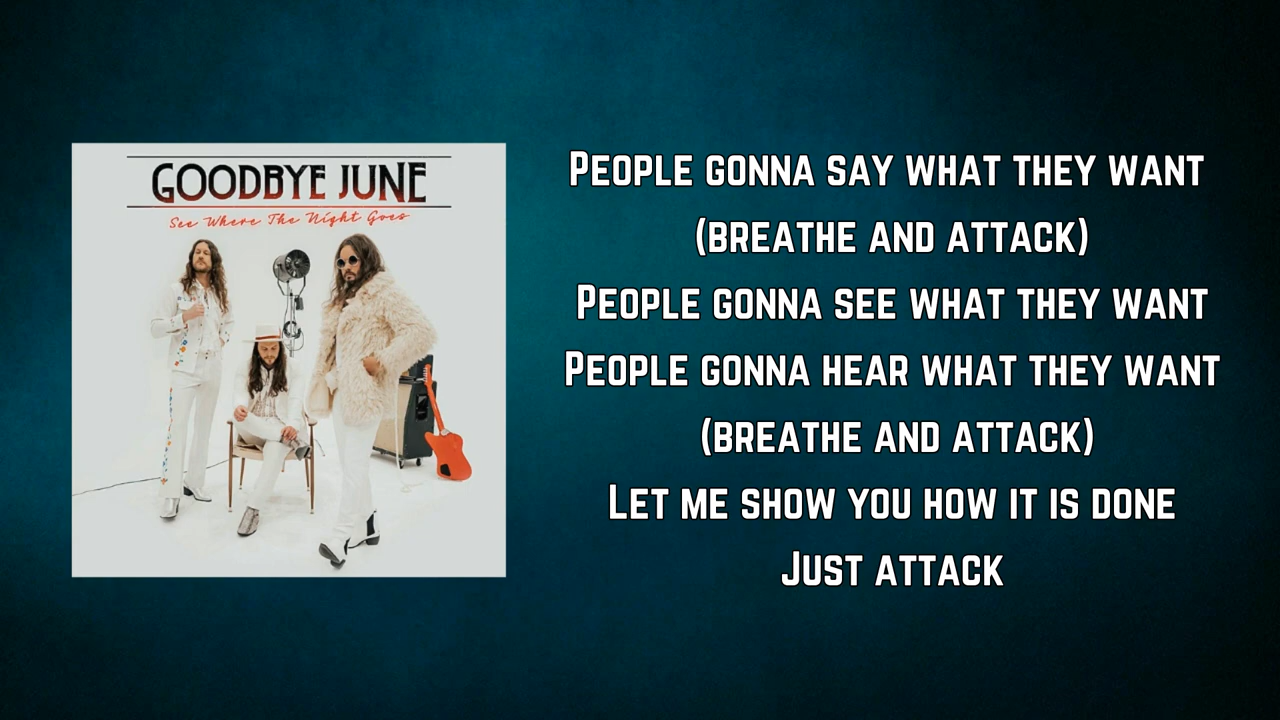 GOODBYE JUNE
See Where The Night Goes
PEOPLE GONNA SAY WHAT THEY WANT
(BREATHE AND ATTACK)
PEOPLE GONNA SEE WHAT THEY WANT
PEOPLE GONNA HEAR WHAT THEY WANT
(BREATHE AND ATTACK)
LET ME SHOW YOU HOW IT IS DONE
JUST ATTACK